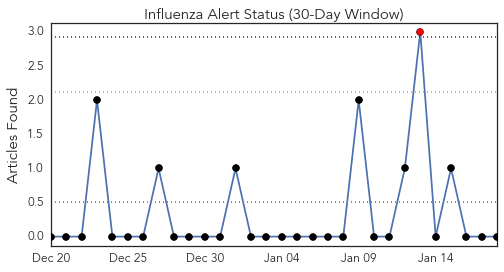 Influenza Alert Status (30-Day Window)
Articles Found
3.0
2.5
2.0
1.5
1.0
0.5
0.0
Dec 20 Dec 25 Dec 30 Jan 04 Jan 09 Jan 14